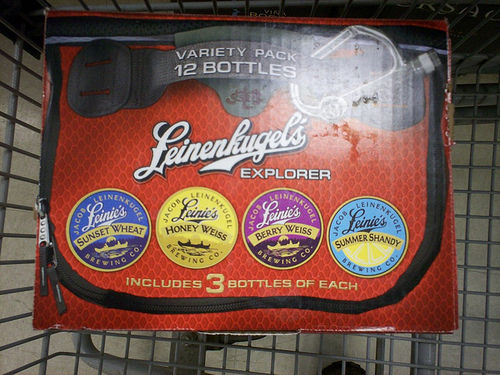 VARIETY PACK
12 BOTTLES
Leinenkugel's
EXPLORER
JACOB LEINENKUGEL
Leinie's
SUNSET WHEAT
BREWING CO.
JACOB LEINENKUGEL
Leinie's
HONEY WEISS
BREWING CO.
JACOB LEINENKUGEL
Leinie's
BERRY WEISS
BREWING CO.
JACOB LEINENKUGEL
Leinie's
SUMMER SHANDY
BREWING CO.
INCLUDES 3 BOTTLES OF EACH